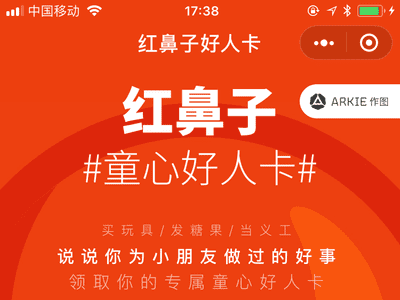 中国移动 17:38
红鼻子好人卡
ARKIE 作图
红鼻子
#童心好人卡#
买玩具/发糖果/当义工
说说你为小朋友做过的好事
领取你的专属童心好人卡